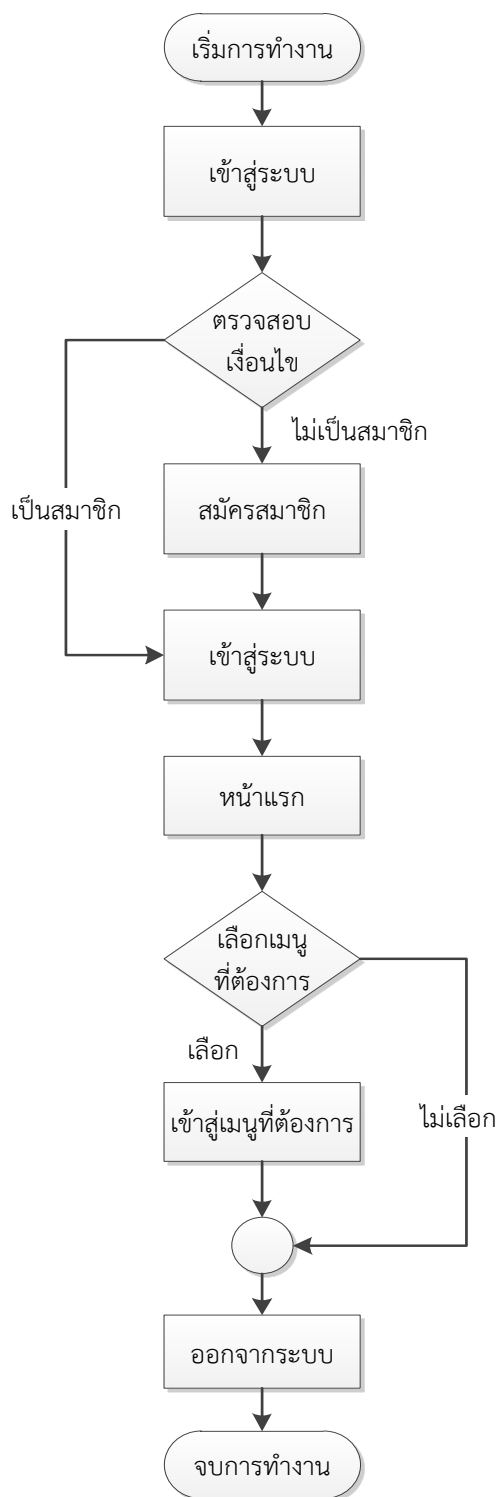 เริ่มการทำงาน
เข้าสู่ระบบ
ตรวจสอบ
เงื่อนไข
ไม่เป็นสมาชิก
เป็นสมาชิก
สมัครสมาชิก
เข้าสู่ระบบ
หน้าแรก
เลือกเมนู
ที่ต้องการ
เลือก
เข้าสู่เมนูที่ต้องการ
ไม่เลือก
ออกจากระบบ
จบการทำงาน